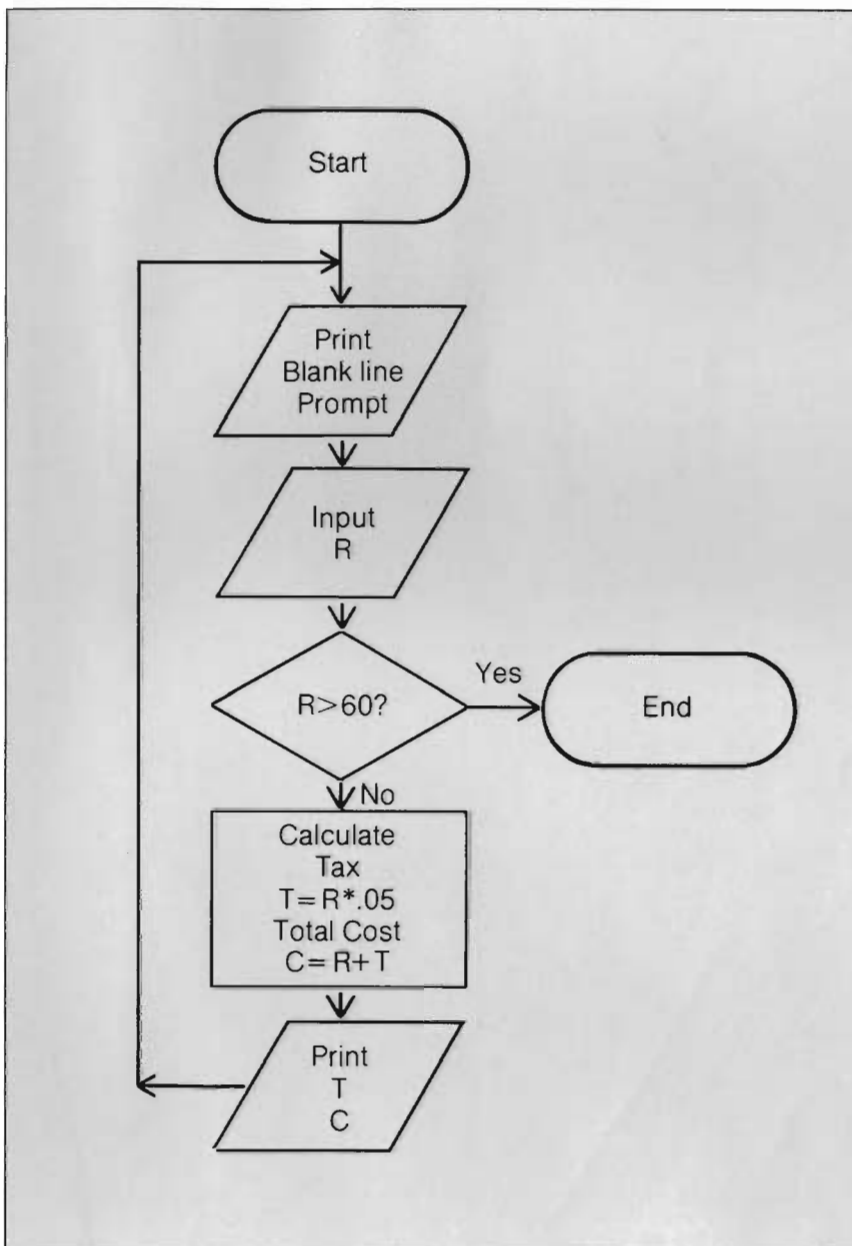 Start
Print
Blank line
Prompt
Input
R
R>60?
Yes
End
No
Calculate
Tax
T=R*.05
Total Cost
C=R+T
Print
T
C